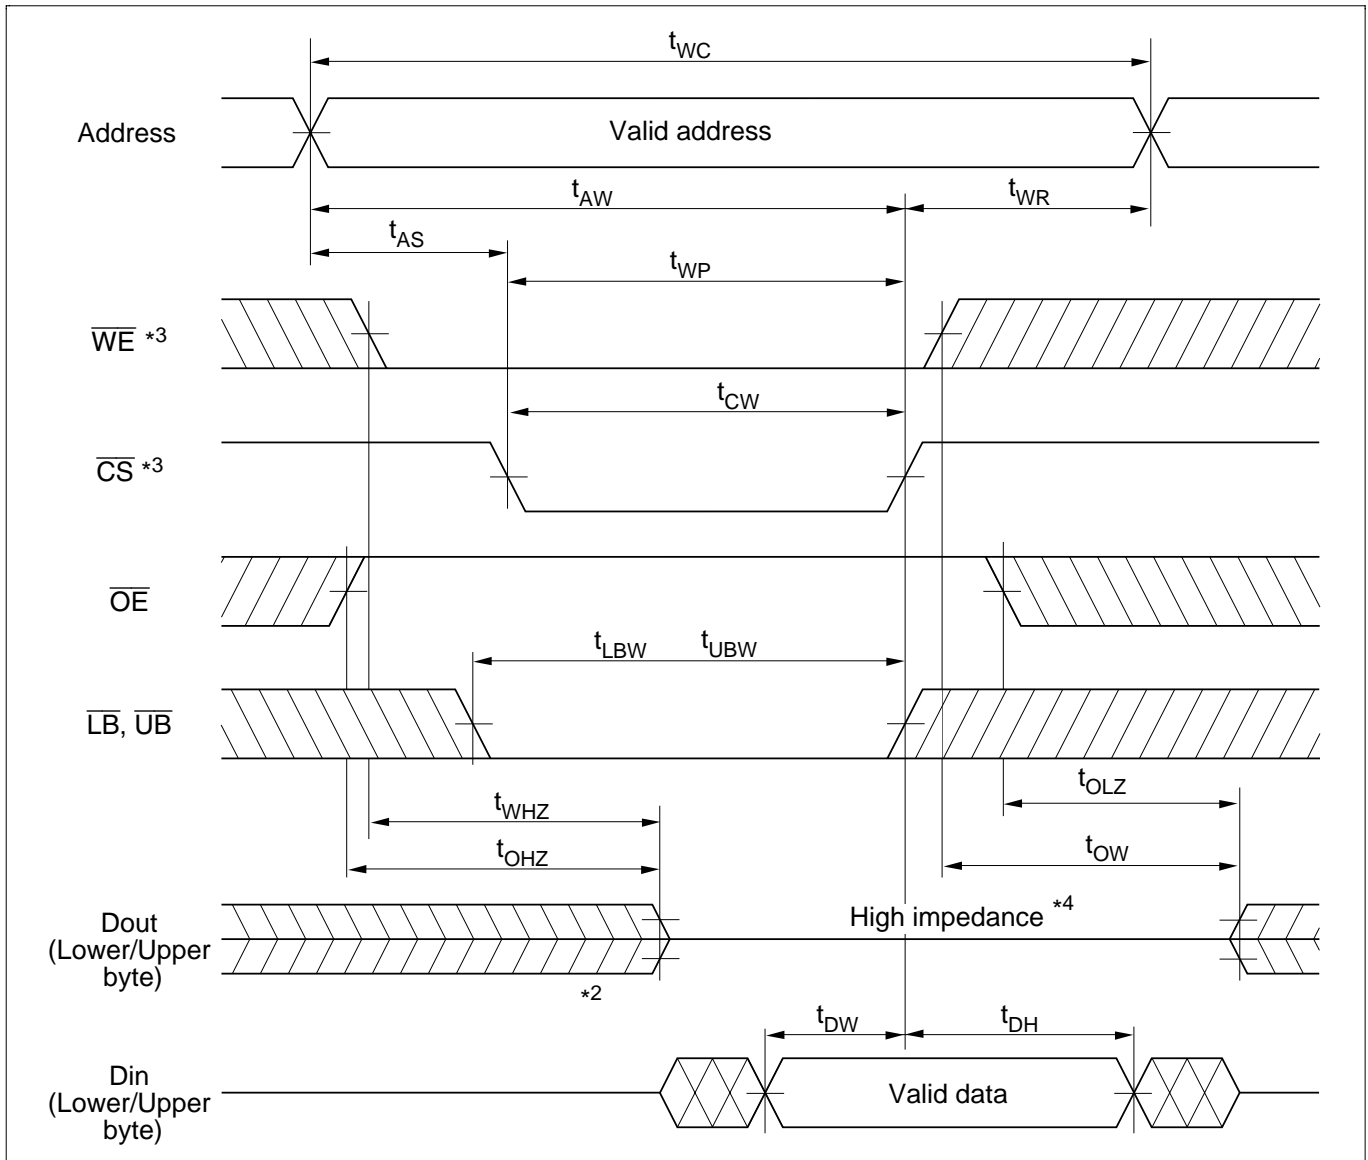 tWC
Address
Valid address
tAW
tWR
tAS
tWP
WE *3
tCW
CS *3
OE
tLBW tUBW
LB, UB
tOLZ
tWHZ
tOW
tOHZ
Dout
(Lower/Upper
byte)
High impedance *4
*2
tDW
tDH
Din
(Lower/Upper
byte)
Valid data